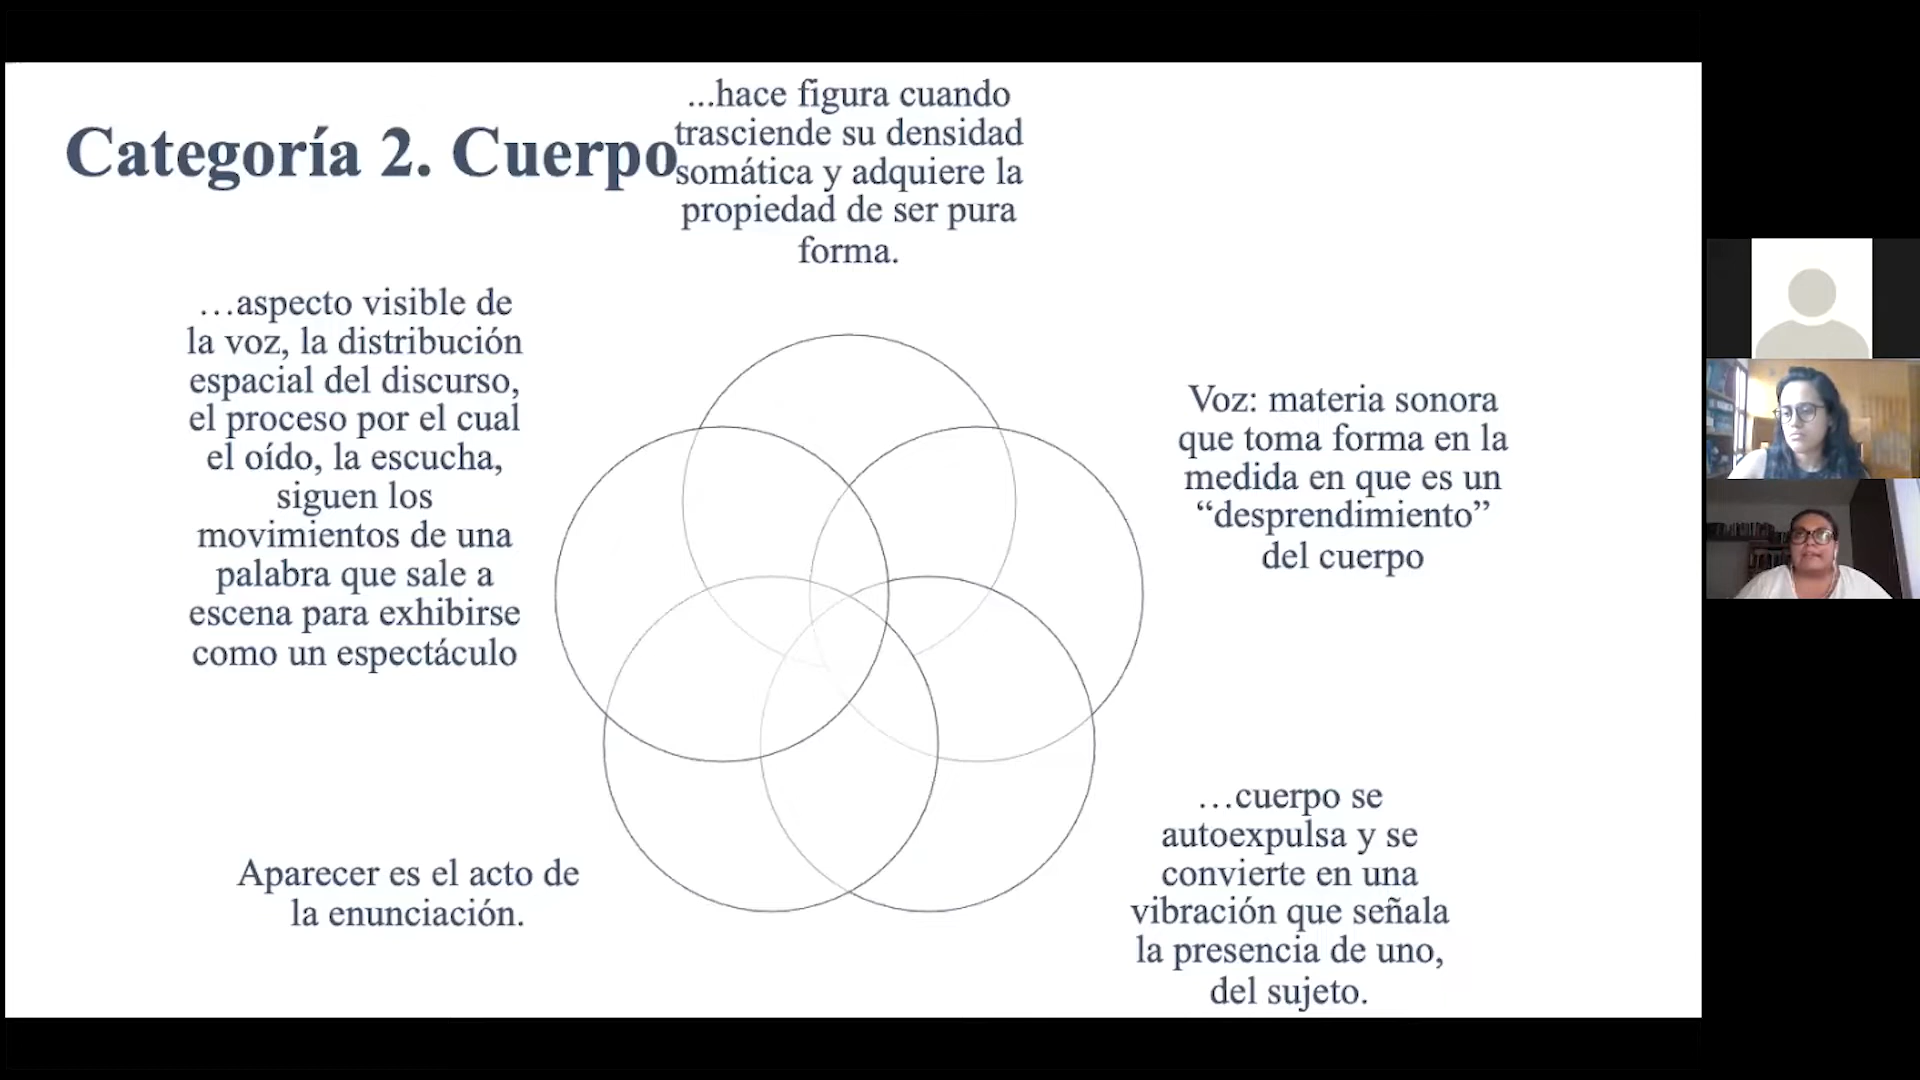 Categoría 2. Cuerpo
...hace figura cuando
trasciende su densidad
somática y adquiere la
propiedad de ser pura
forma.
…aspecto visible de
la voz, la distribución
espacial del discurso,
el proceso por el cual
el oído, la escucha,
siguen los
movimientos de una
palabra que sale a
escena para exhibirse
como un espectáculo
Voz: materia sonora
que toma forma en la
medida en que es un
“desprendimiento”
del cuerpo
…cuerpo se
autoexpulsa y se
convierte en una
vibración que señala
la presencia de uno,
del sujeto.
Aparecer es el acto de
la enunciación.